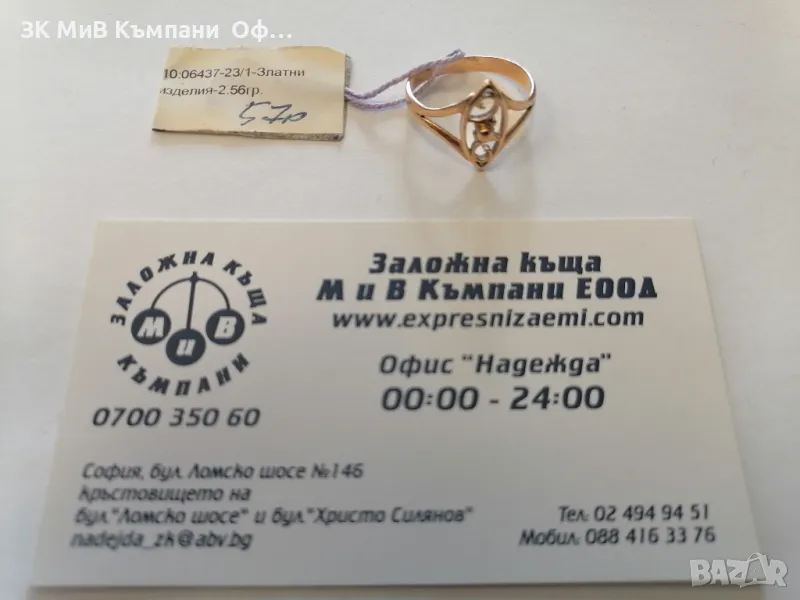 ЗК МиВ Къмпани Оф...
10:06437-23/1-Златни
изделия-2.56гр.
ЗАЛОЖНА КЪЩА
М и В
КЪМПАНИ
0700 350 60
Заложна къща
М и В Къмпани ЕООД
www.expresnizaemi.com
Офис "Надежда"
00:00 - 24:00
София, бул. Ломско шосе №146
кръстовището на
бул."Ломско шосе" и бул."Христо Силянов"
nadejda_zk@abv.bg
Тел: 02 494 94 51
Мобил: 088 416 33 76
BAZAR